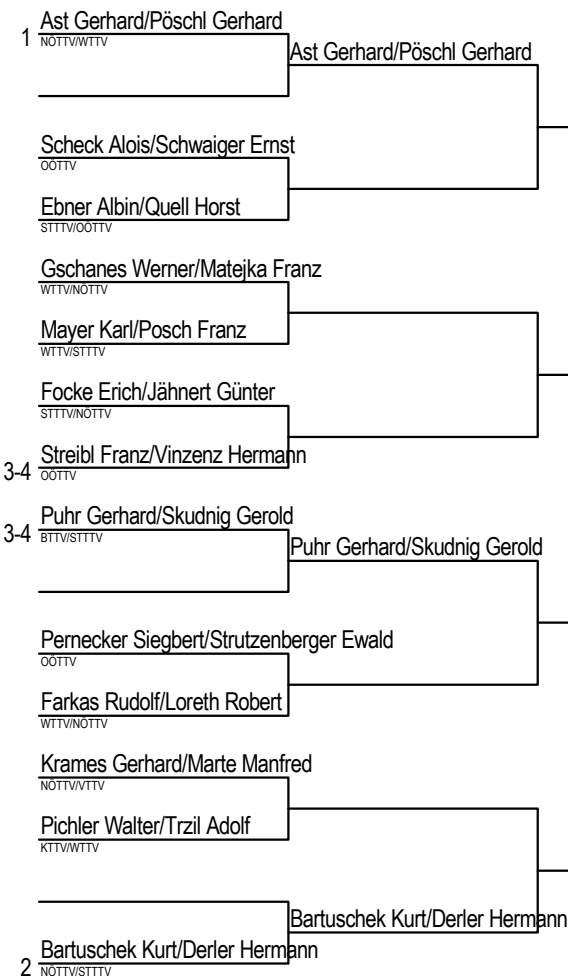 Ast Gerhard/Pöschl Gerhard
1
NÖTTV/WTTV
Ast Gerhard/Pöschl Gerhard
Scheck Alois/Schwaiger Ernst
OÖTTV
Ebner Albin/Quell Horst
STTTV/OÖTTV
Gschanes Werner/Matejka Franz
WTTV/NÖTTV
Mayer Karl/Posch Franz
WTTV/STTTV
Focke Erich/Jähnert Günter
STTTV/NÖTTV
Streibl Franz/Vinzenz Hermann
3-4
OÖTTV
Puhr Gerhard/Skudnig Gerold
3-4
BTTV/STTTV
Puhr Gerhard/Skudnig Gerold
Pernecker Siegbert/Strutzenberger Ewald
OÖTTV
Farkas Rudolf/Loreth Robert
WTTV/NÖTTV
Krames Gerhard/Marte Manfred
NÖTTV/VTTV
Pichler Walter/Trzil Adolf
KTTV/WTTV
Bartuschek Kurt/Derler Hermann
Bartuschek Kurt/Derler Hermann
2
NÖTTV/STTTV